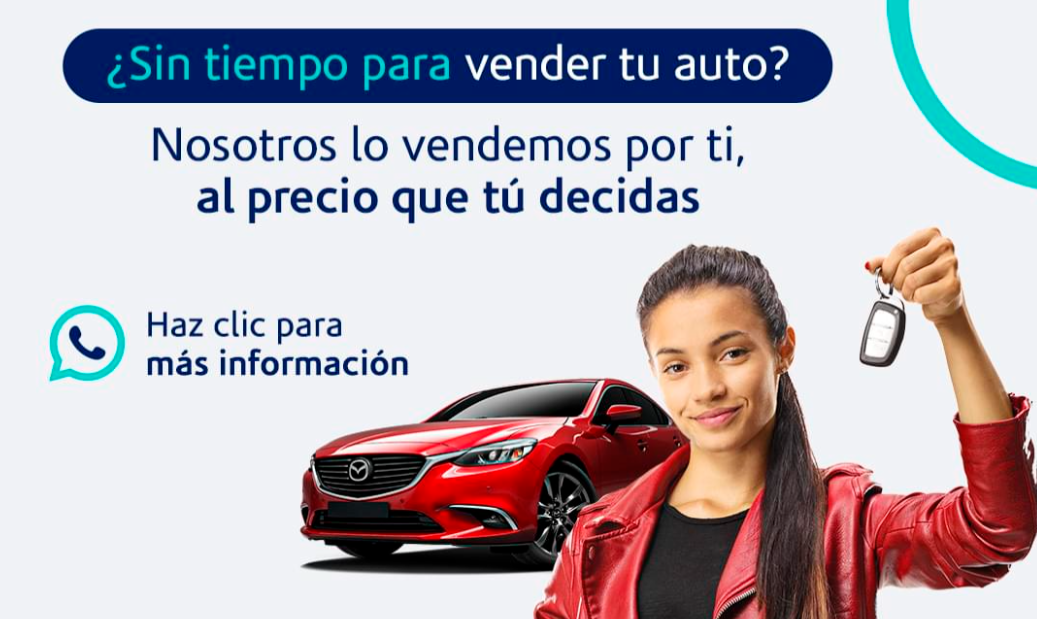 ¿Sin tiempo para vender tu auto?
Nosotros lo vendemos por ti,
al precio que tú decidas
Haz clic para
más información